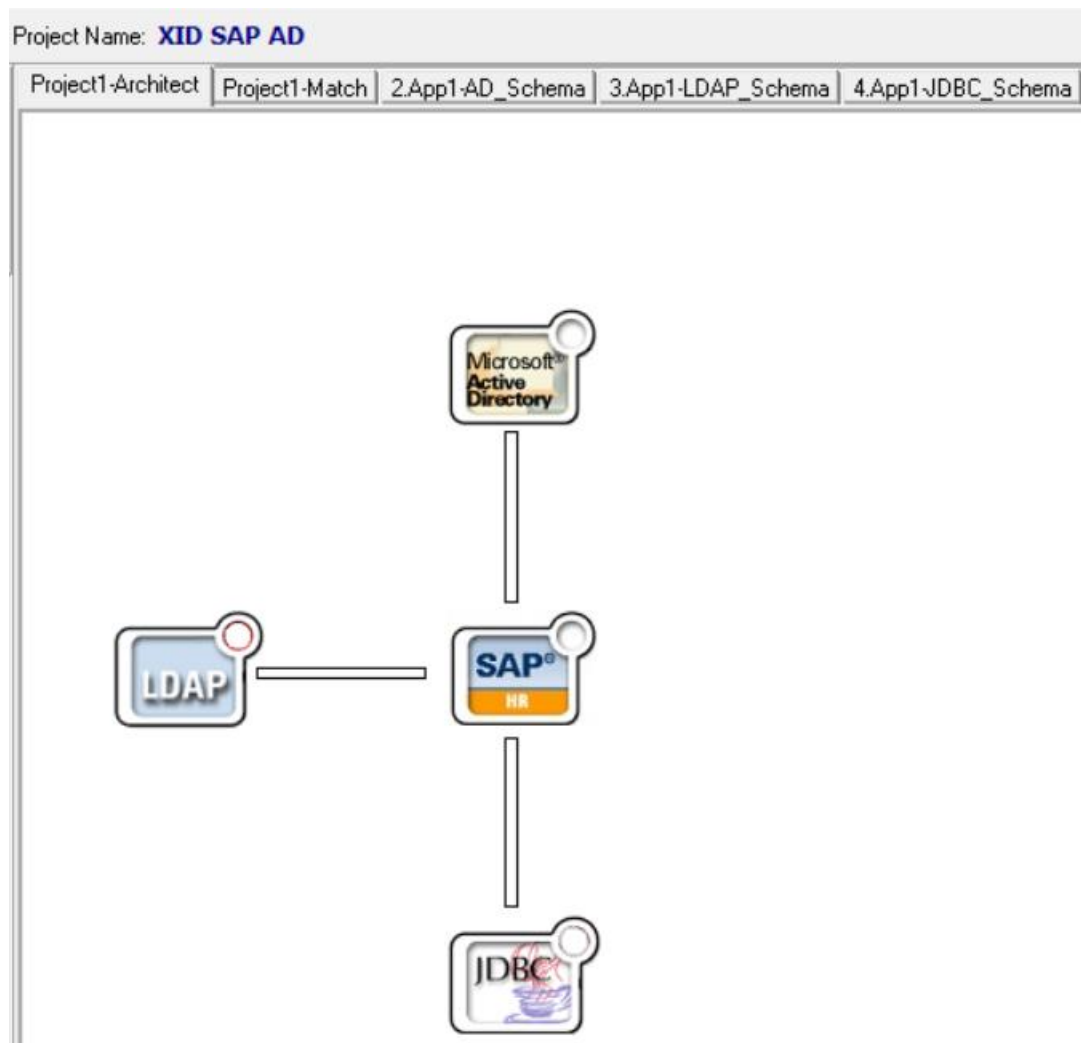 Project Name: XID SAP AD
Project1-Architect Project1-Match 2.App1-AD_Schema 3.App1-LDAP_Schema 4.App1-JDBC_Schema
Microsoft®
Active
Directory
LDAP
SAP®
HR
JDBC